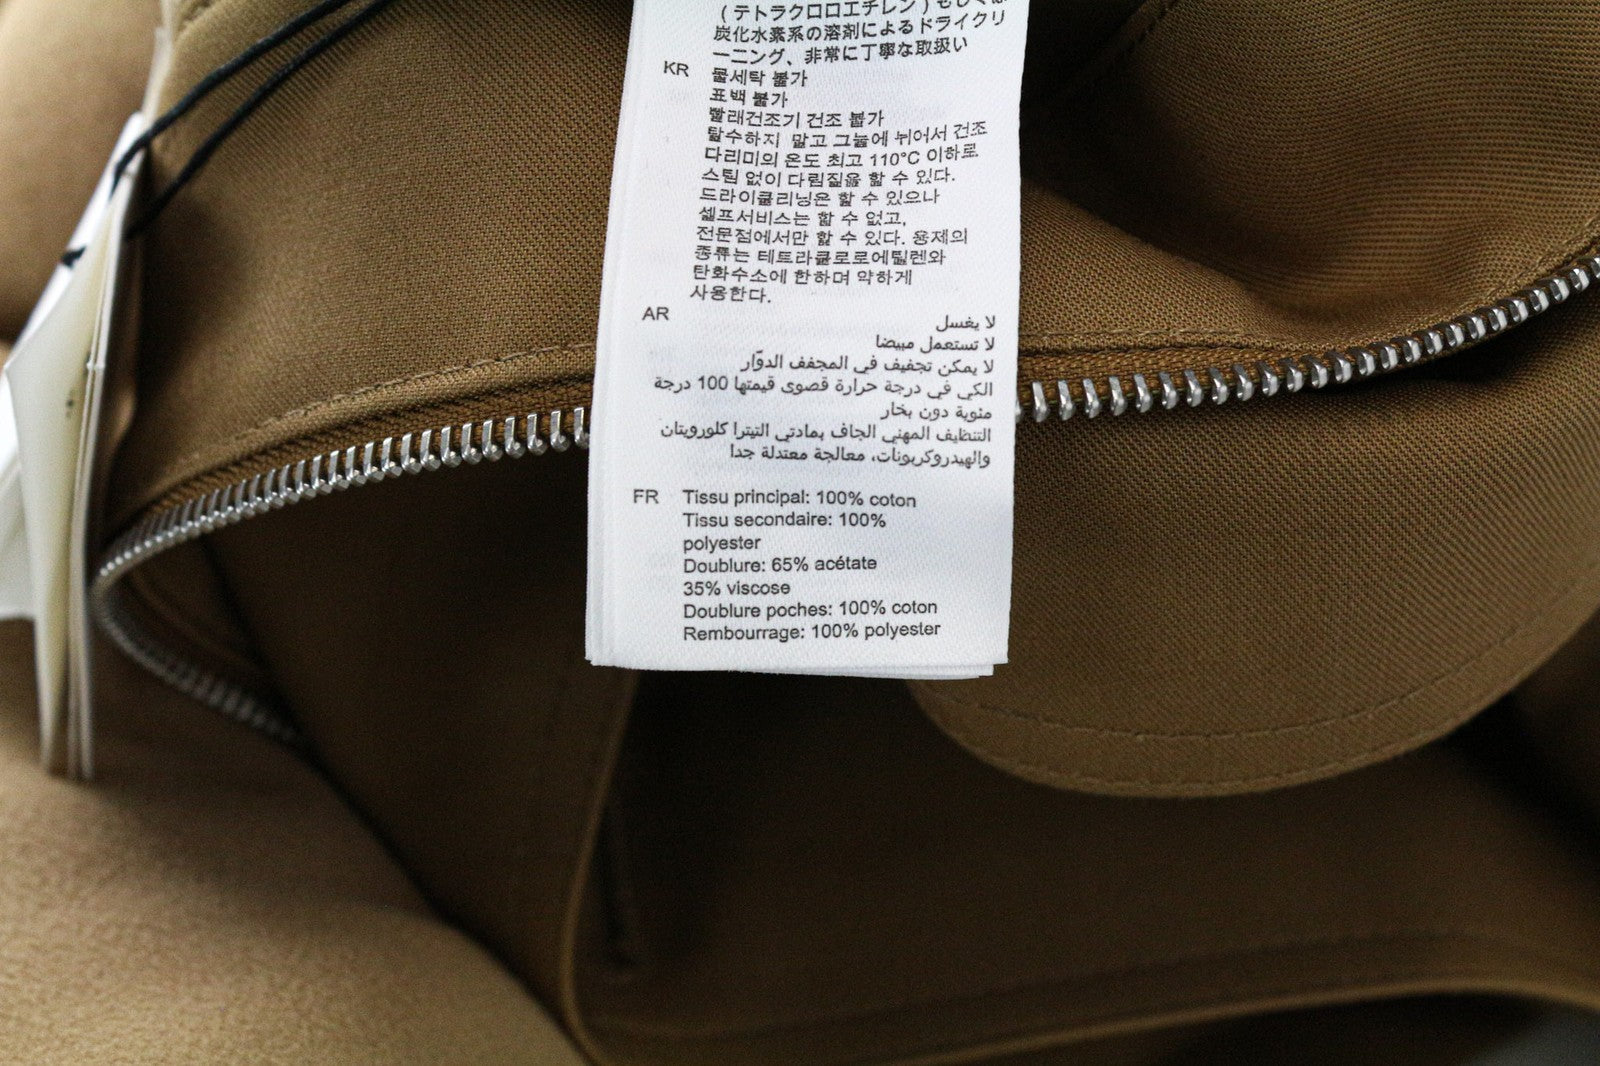 (テトラクロロエチレン)もしくは
炭化水素系の溶剤によるドライクリ
ーニング、非常に丁寧な取扱い
KR 물세탁 불가
표백 불가
빨래건조기 건조 불가
탈수하지 말고 그늘에 뉘어서 건조
다리미의 온도 최고 110°C 이하로
스팀 없이 다림질을 할 수 있다.
드라이클리닝은 할 수 있으나
셀프서비스는 할 수 없고,
전문점에서만 할 수 있다. 용제의
종류는 테트라클로로에틸렌와
탄화수소에 한하며 약하게
사용한다.
AR لا يغسل
لا تستعمل مبيضا
لا يمكن تجفيف في المجفف الدوّار
الكي في درجة حرارة قصوى قيمتها 100 درجة
مئوية دون بخار
التنظيف المهني الجاف بمادتي التيترا كلورويتان
والهيدروكربونات، معالجة معتدلة جدا
FR Tissu principal: 100% coton
Tissu secondaire: 100%
polyester
Doublure: 65% acétate
35% viscose
Doublure poches: 100% coton
Rembourrage: 100% polyester